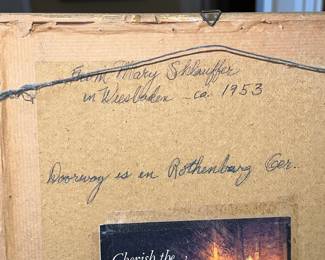 From Mary Schlauffer
in Wiesbaden ca. 1953
Doorway is in Rothenburg Ger.
Cherish the